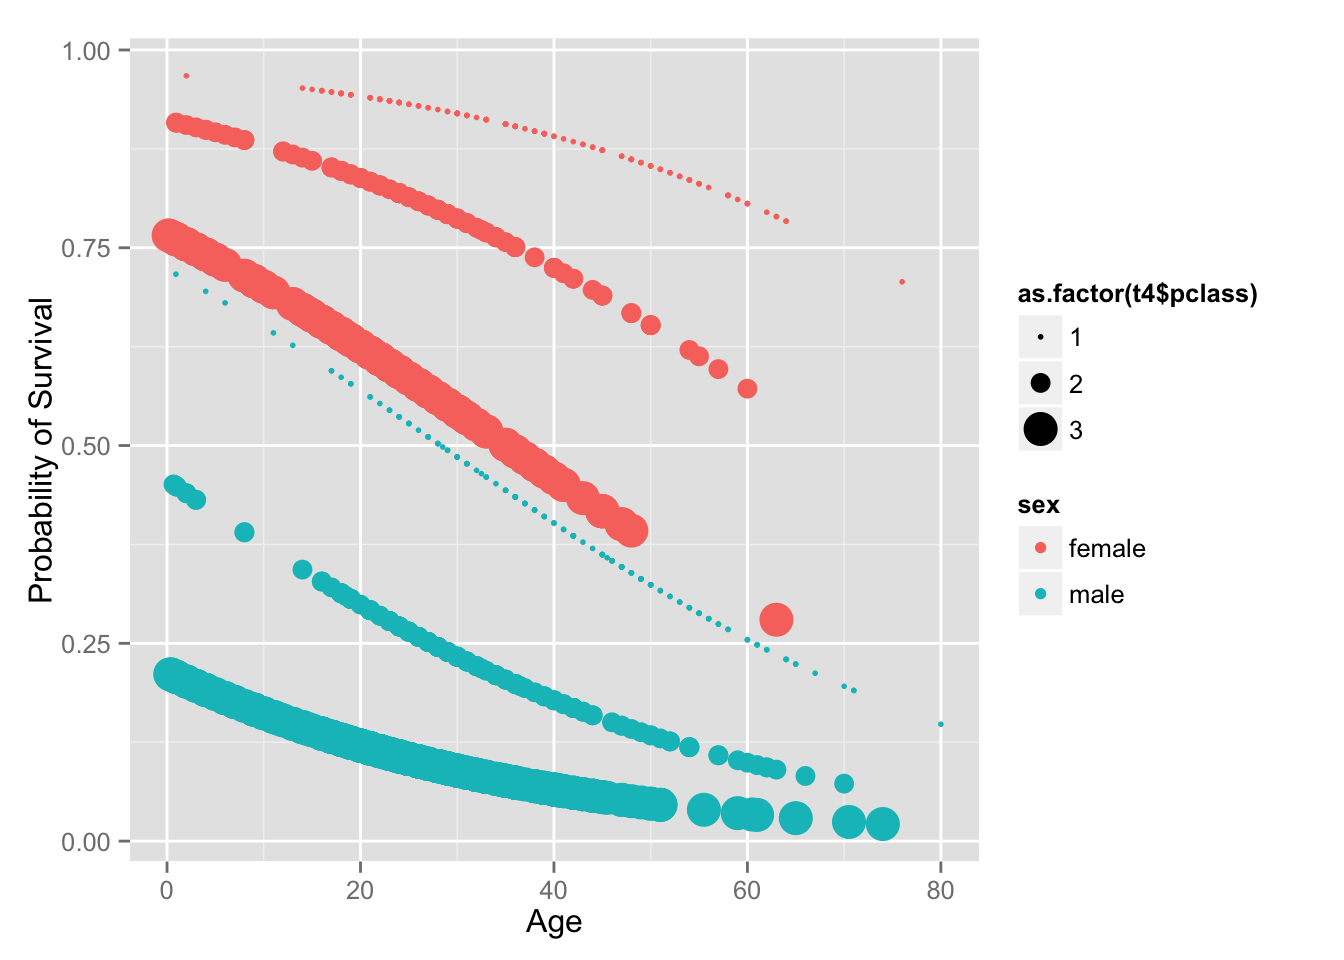 1.00
0.75
0.50
0.25
0.00
Probability of Survival
0 20 40 60 80
Age
as.factor(t4$pclass)
1
2
3
sex
female
male